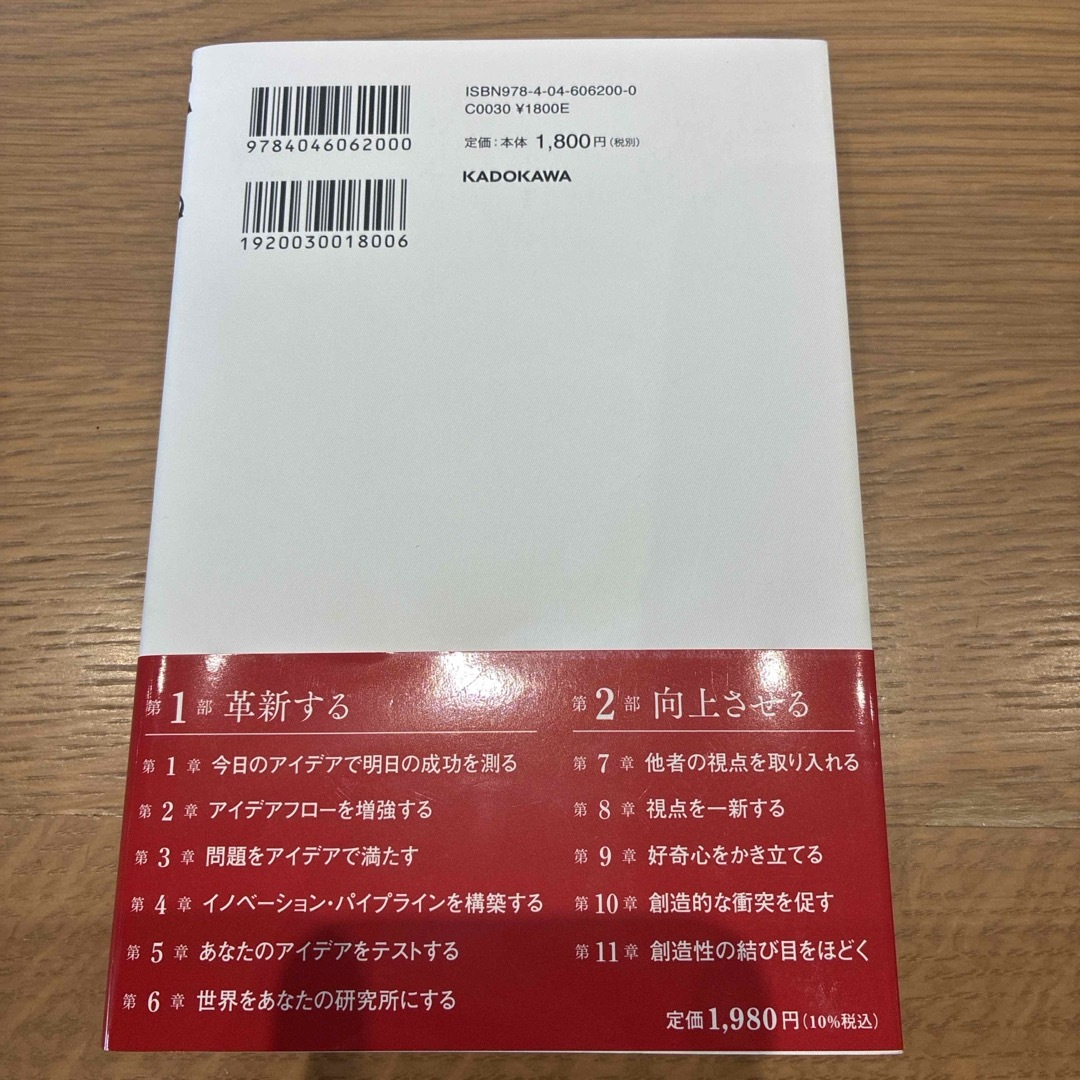 9784046062000
ISBN978-4-04-606200-0
C0030 ¥1800E
定価：本体 1,800円（税別）
KADOKAWA
1920030018006
第1部 革新する
第1章 今日のアイデアで明日の成功を測る
第2章 アイデアフローを増強する
第3章 問題をアイデアで満たす
第4章 イノベーション・パイプラインを構築する
第5章 あなたのアイデアをテストする
第6章 世界をあなたの研究所にする
第2部 向上させる
第7章 他者の視点を取り入れる
第8章 視点を一新する
第9章 好奇心をかき立てる
第10章 創造的な衝突を促す
第11章 創造性の結び目をほどく
定価1,980円（10%税込）